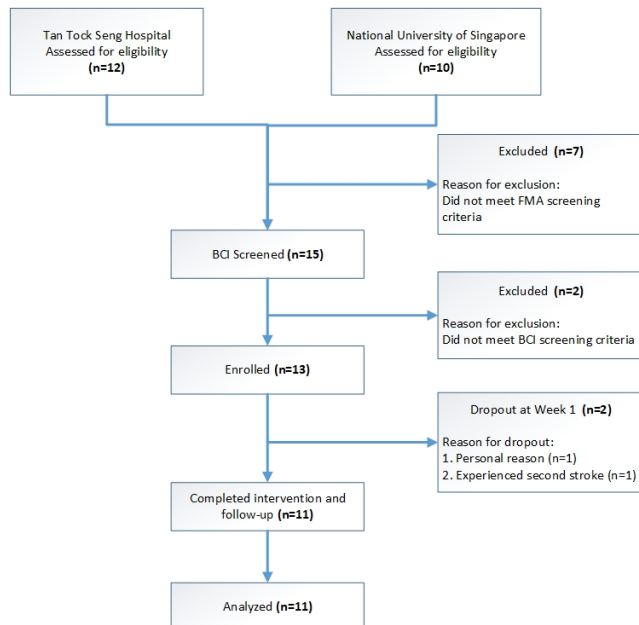 Tan Tock Seng Hospital
Assessed for eligibility
(n=12)
National University of Singapore
Assessed for eligibility
(n=10)
Excluded (n=7)
Reason for exclusion:
Did not meet FMA screening
criteria
BCI Screened (n=15)
Excluded (n=2)
Reason for exclusion:
Did not meet BCI screening criteria
Enrolled (n=13)
Dropout at Week 1 (n=2)
Reason for dropout:
1. Personal reason (n=1)
2. Experienced second stroke (n=1)
Completed intervention and
follow-up (n=11)
Analyzed (n=11)